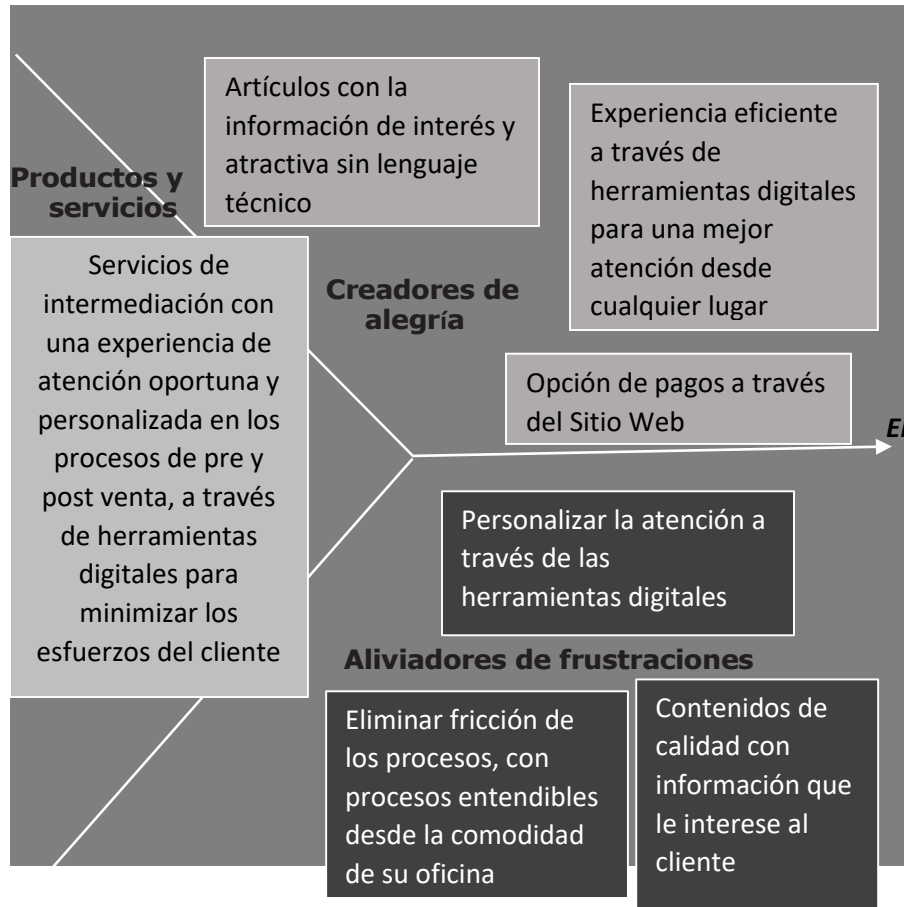 Artículos con la
información de interés y
atractiva sin lenguaje
técnico
Experiencia eficiente
a través de
herramientas digitales
para una mejor
atención desde
cualquier lugar
Productos y
servicios
Servicios de
intermediación con
una experiencia de
atención oportuna y
personalizada en los
procesos de pre y
post venta, a través
de herramientas
digitales para
minimizar los
esfuerzos del cliente
Creadores de
alegría
Opción de pagos a través
del Sitio Web
Personalizar la atención a
través de las
herramientas digitales
Aliviadores de frustraciones
Eliminar fricción de
los procesos, con
procesos entendibles
desde la comodidad
de su oficina
Contenidos de
calidad con
información que
le interese al
cliente